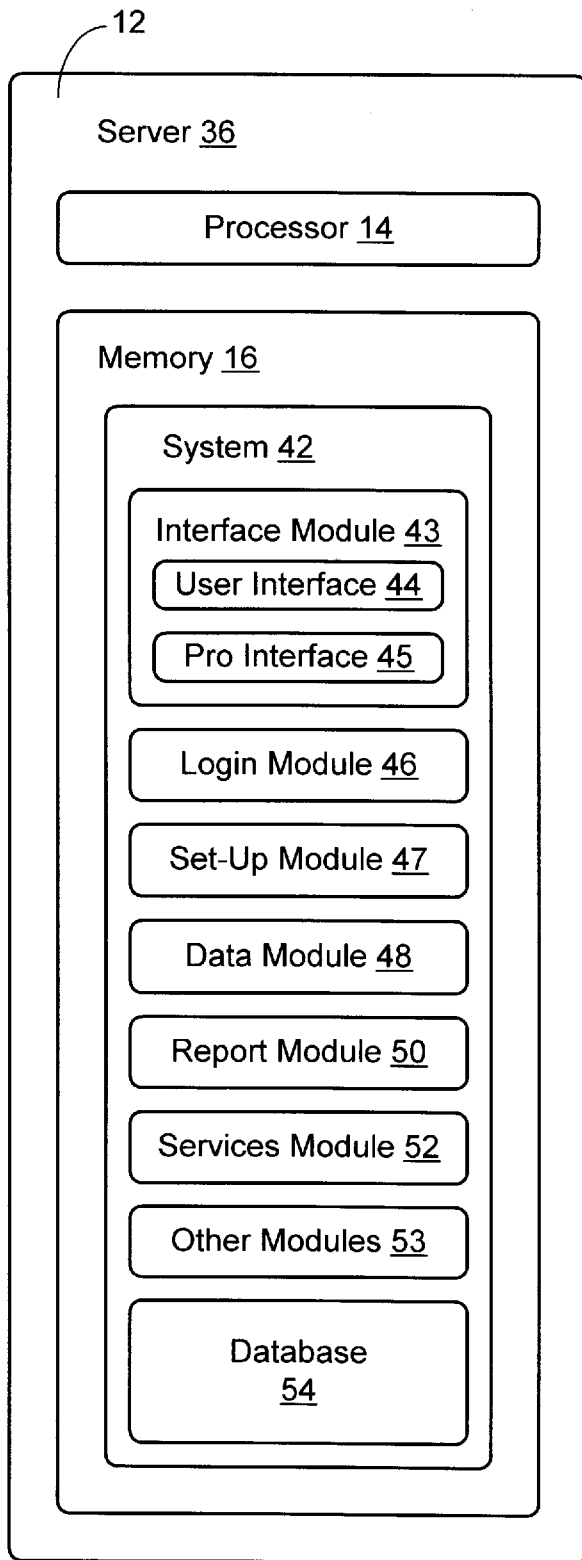 12
Server 36
Processor 14
Memory 16
System 42
Interface Module 43
User Interface 44
Pro Interface 45
Login Module 46
Set-Up Module 47
Data Module 48
Report Module 50
Services Module 52
Other Modules 53
Database
54